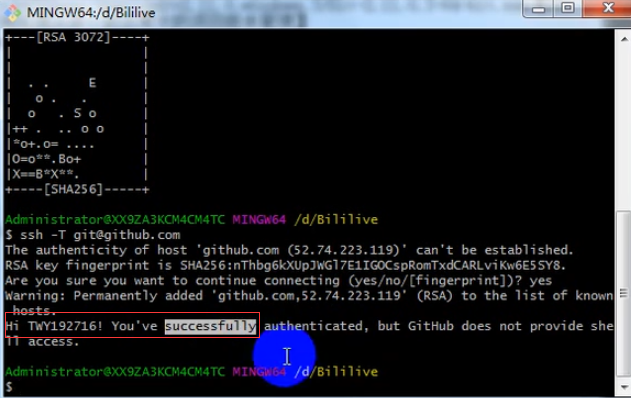 MINGW64:/d/Bililive
+---[RSA 3072]----+
|                 |
|                 |
|  . .     E      |
|   o .   .       |
|  o   . S o      |
|++ .  .. o o     |
|*o+.o= ....      |
|O=o**.Bo+        |
|X==B*X**.        |
+----[SHA256]-----+
Administrator@XX9ZA3KCM4CM4TC MINGW64 /d/Bililive
$ ssh -T git@github.com
The authenticity of host 'github.com (52.74.223.119)' can't be established.
RSA key fingerprint is SHA256:nThbg6kXUpJWGl7E1IGOCspRomTxdCARLviKw6E5SY8.
Are you sure you want to continue connecting (yes/no/[fingerprint])? yes
Warning: Permanently added 'github.com,52.74.223.119' (RSA) to the list of known
 hosts.
Hi TWY192716! You've successfully authenticated, but GitHub does not provide she
ll access.
Administrator@XX9ZA3KCM4CM4TC MINGW64 /d/Bililive
$